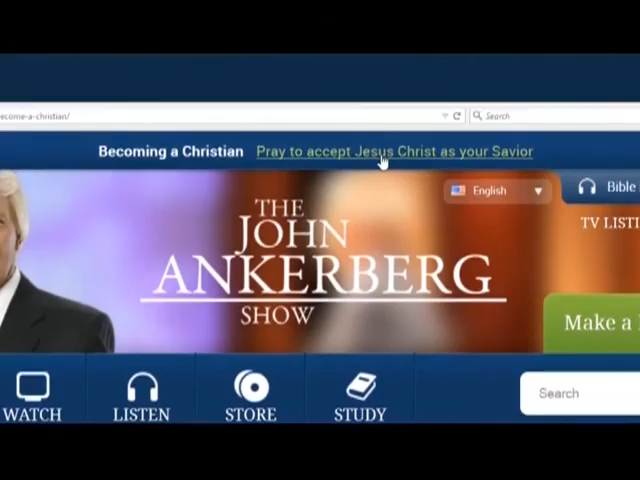 ecome-a-christian/
Search
Becoming a Christian Pray to accept Jesus Christ as your Savior
English
Bible
TV LISTI
THE
JOHN
ANKERBERG
SHOW
Make a
WATCH LISTEN STORE STUDY
Search